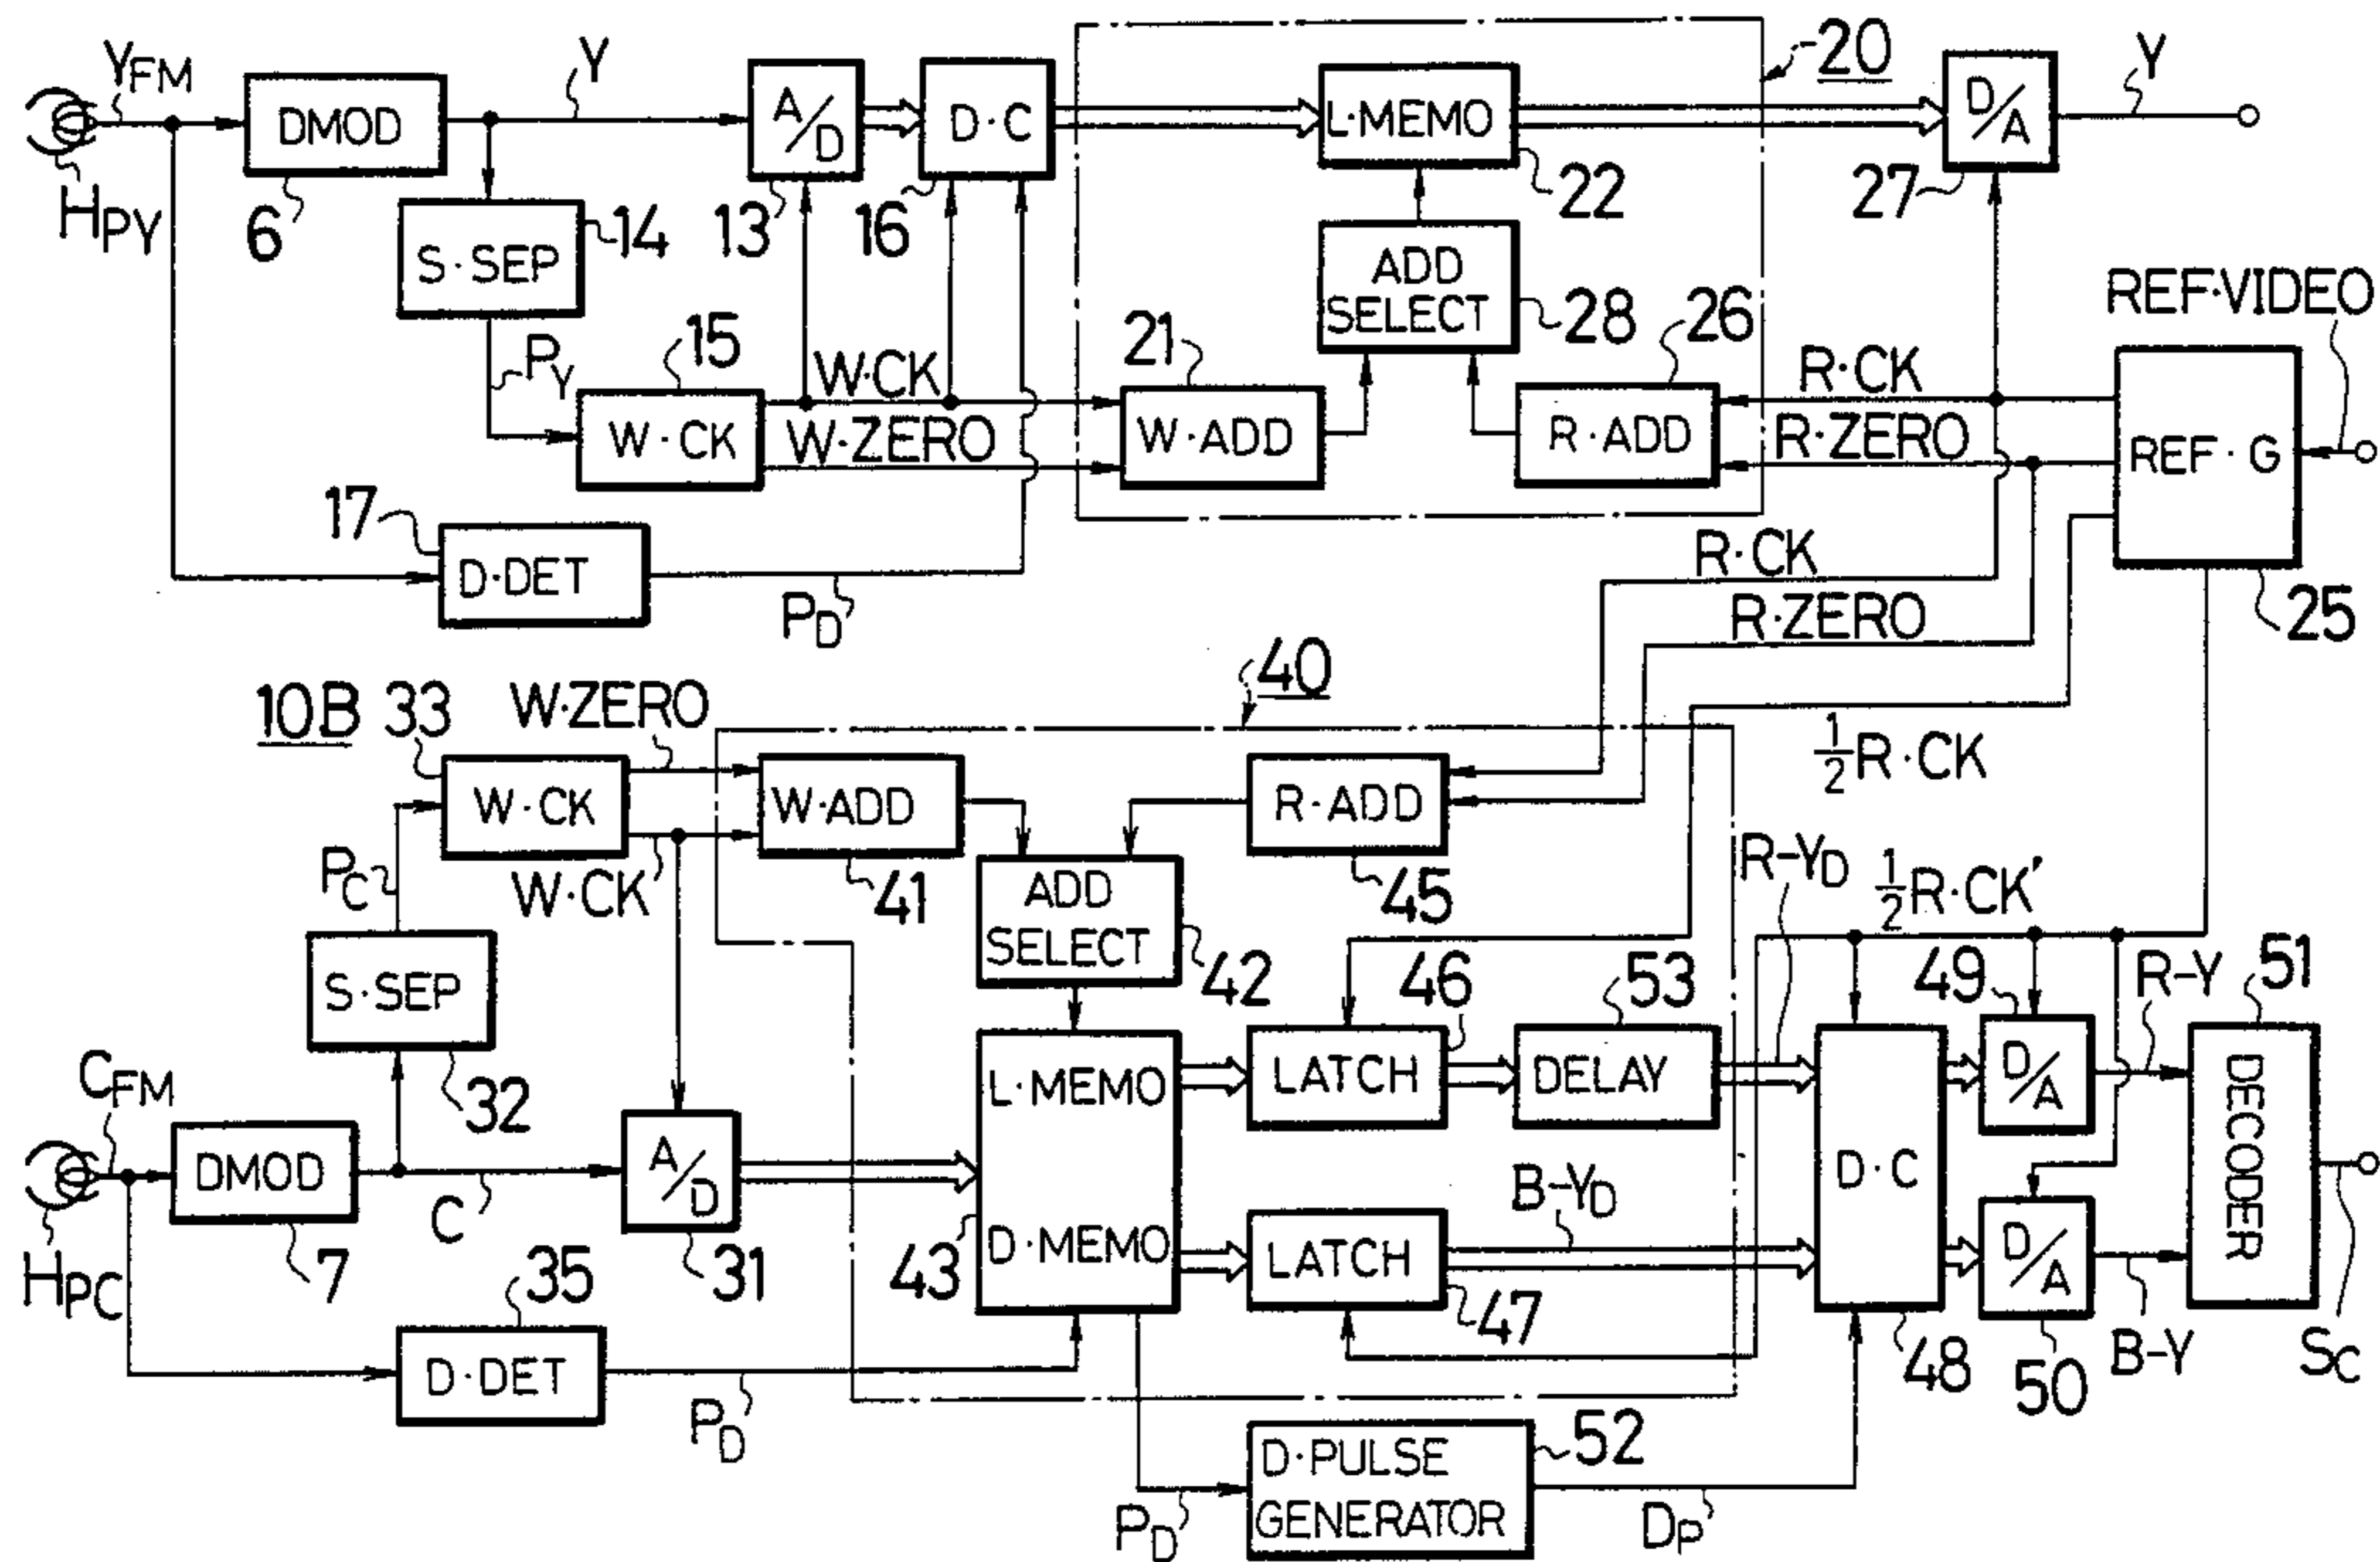 YFM
Y
20
Y
DMOD
A/D
D·C
L·MEMO
D/A
HPY
6
14
13
16
22
27
S·SEP
ADD
SELECT
28
26
REF·VIDEO
PY
15
W·CK
21
R·CK
W·CK
W·ZERO
W·ADD
R·ADD
R·ZERO
REF·G
17
D·DET
PD
R·CK
R·ZERO
25
10B
33
W·ZERO
40
1/2 R·CK
W·CK
W·ADD
R·ADD
PC
W·CK
41
45
R-YD
1/2 R·CK'
ADD
SELECT
42
S·SEP
32
46
53
49
R-Y
51
CFM
L·MEMO
LATCH
DELAY
D/A
DECODER
DMOD
C
A/D
D·C
HPC
7
31
43
D·MEMO
LATCH
B-YD
D/A
35
47
48
50
B-Y
SC
D·DET
PD
52
D·PULSE
GENERATOR
PD
DP